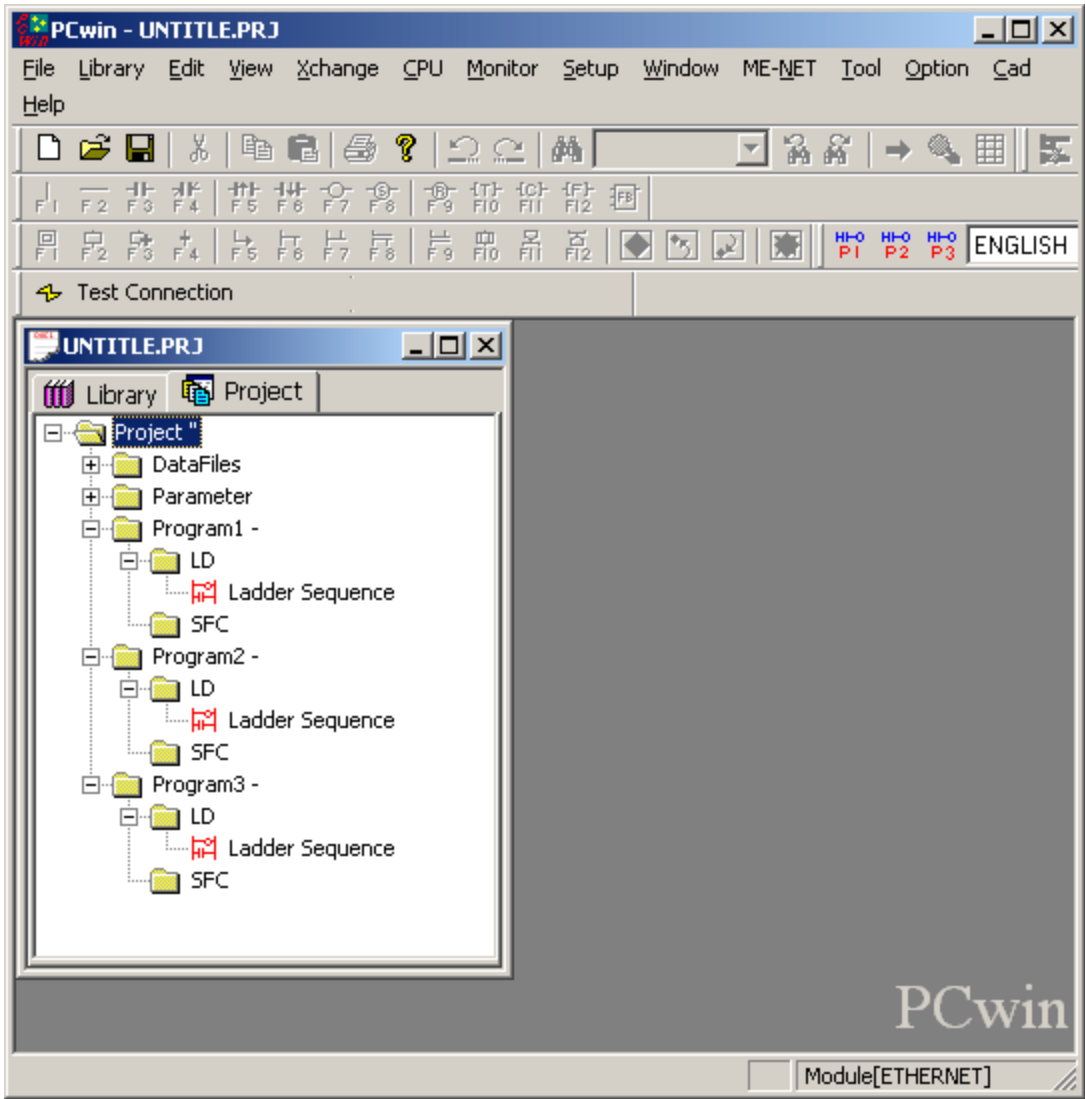 PCwin - UNTITLE.PRJ
File Library Edit View Xchange CPU Monitor Setup Window ME-NET Tool Option Cad
Help
F1 F2 F3 F4 F5 F6 F7 F8 F9 F10 F11 F12 FB
F1 F2 F3 F4 F5 F6 F7 F8 F9 F10 F11 F12 P1 P2 P3 ENGLISH
Test Connection
UNTITLE.PRJ
Library Project
Project "
DataFiles
Parameter
Program1 -
LD
Ladder Sequence
SFC
Program2 -
LD
Ladder Sequence
SFC
Program3 -
LD
Ladder Sequence
SFC
PCwin
Module[ETHERNET]